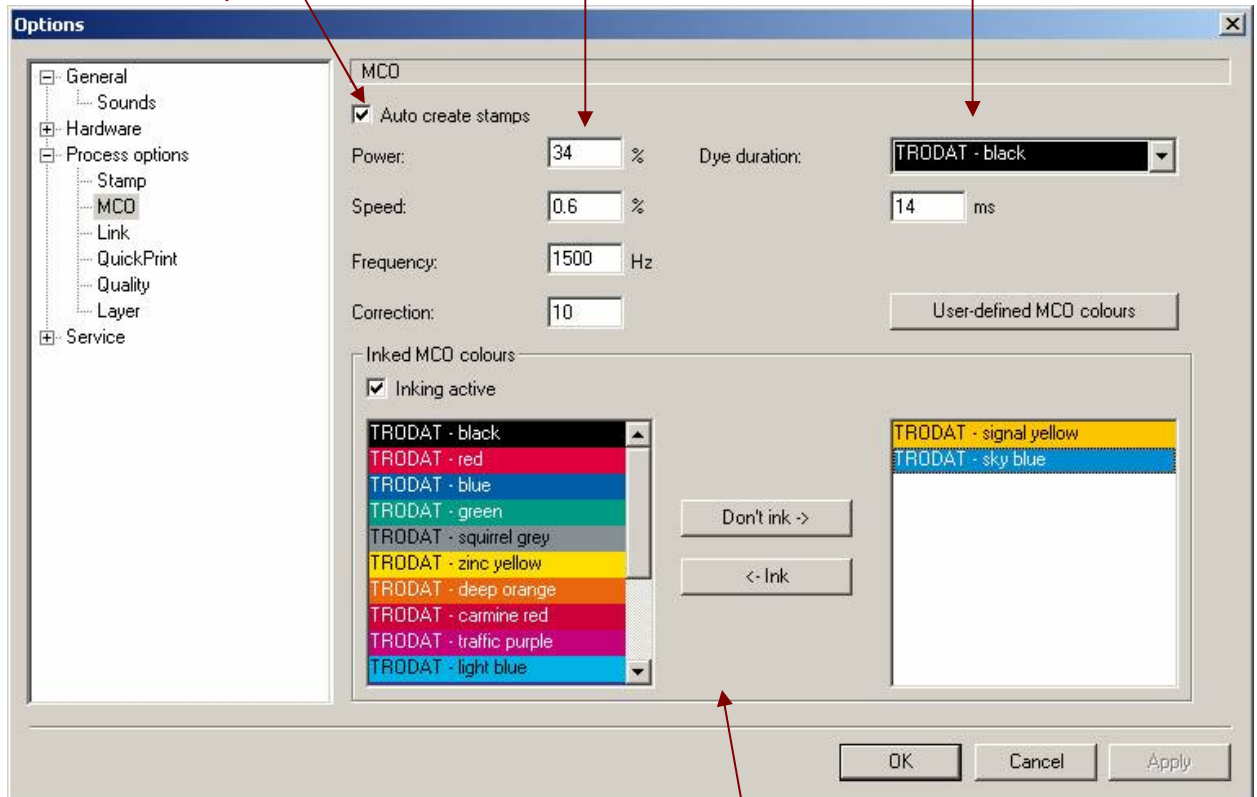 Options
General
Sounds
Hardware
Process options
Stamp
MCO
Link
QuickPrint
Quality
Layer
Service
MCO
Auto create stamps
Power: 34 % Dye duration: TRODAT - black
Speed: 0.6 % 14 ms
Frequency: 1500 Hz
Correction: 10 User-defined MCO colours
Inked MCO colours
Inking active
TRODAT - black
TRODAT - red
TRODAT - blue
TRODAT - green
TRODAT - squirrel grey
TRODAT - zinc yellow
TRODAT - deep orange
TRODAT - carmine red
TRODAT - traffic purple
TRODAT - light blue
Don't ink ->
<- Ink
TRODAT - signal yellow
TRODAT - sky blue
OK Cancel Apply